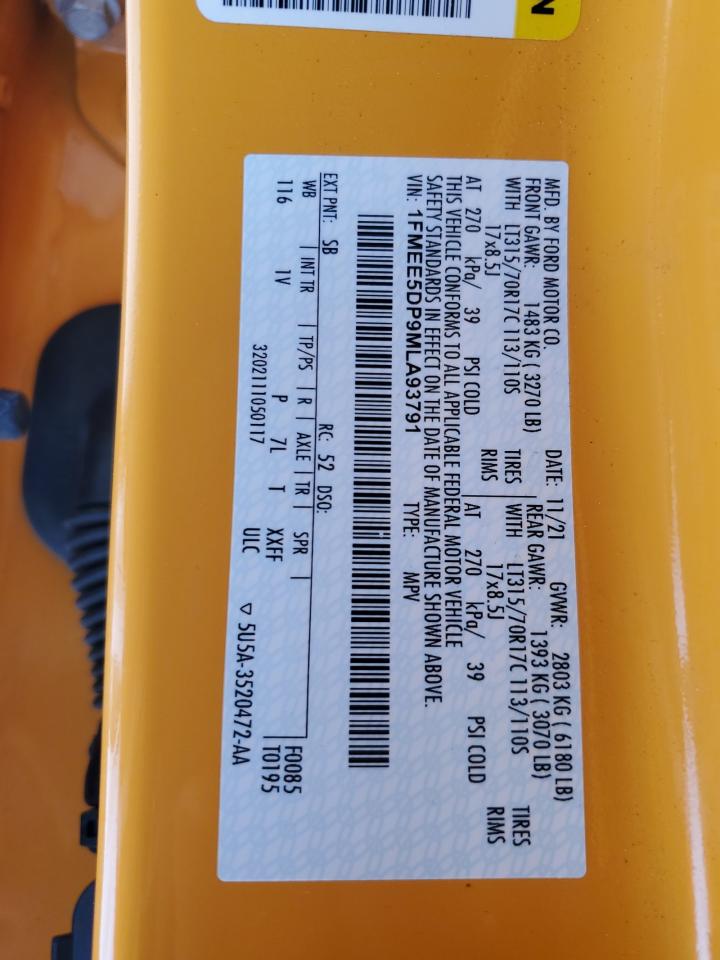 N
MFD. BY FORD MOTOR CO. DATE: 11/21 GVWR: 2803 KG ( 6180 LB)
FRONT GAWR: 1483 KG ( 3270 LB) REAR GAWR: 1393 KG ( 3070 LB)
WITH LT315/70R17C 113/110S TIRES WITH LT315/70R17C 113/110S TIRES
17x8.5J RIMS 17x8.5J RIMS
AT 270 kPa/ 39 PSI COLD AT 270 kPa/ 39 PSI COLD
THIS VEHICLE CONFORMS TO ALL APPLICABLE FEDERAL MOTOR VEHICLE
SAFETY STANDARDS IN EFFECT ON THE DATE OF MANUFACTURE SHOWN ABOVE.
VIN: 1FMEE5DP9MLA93791 TYPE: MPV
EXT PNT: SB RC: 52 DSO:
WB INT TR TP/PS R AXLE TR SPR F0085
116 1V P 7L T XXFF T0195
3202111050117 ULC ▽ 5U5A-3520472-AA